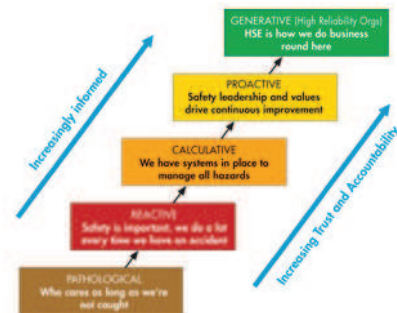 GENERATIVE (High Reliability Orgs)
HSE is how we do business
round here
PROACTIVE
Safety leadership and values
drive continuous improvement
CALCULATIVE
We have systems in place to
manage all hazards
REACTIVE
Safety is important, we do a lot
every time we have an accident
PATHOLOGICAL
Who cares as long as we're
not caught
Increasingly informed
Increasing Trust and Accountability